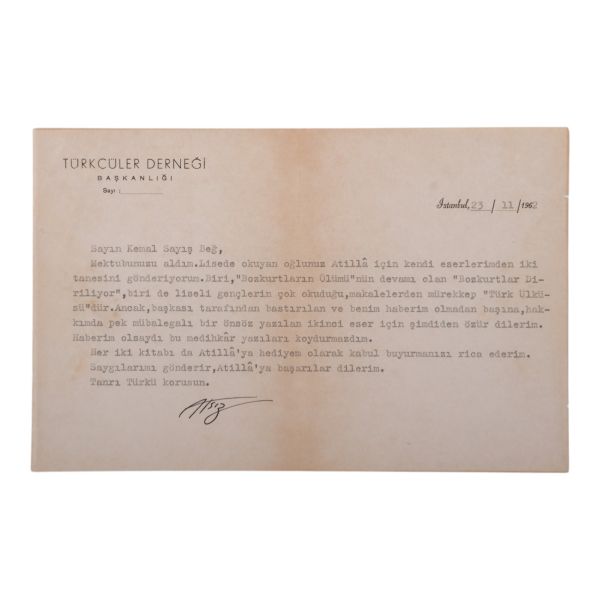 TÜRKCÜLER DERNEĞİ
BAŞKANLIĞI
Sayı :
İstanbul, 23 / 11 / 1962
Sayın Kemal Sayış Beğ,
Mektubunuzu aldım.Lisede okuyan oğlunuz Atillâ için kendi eserlerimden iki
tanesini gönderiyorum.Biri,"Bozkurtların Ölümü"nün devamı olan "Bozkurtlar Di-
riliyor",biri de liseli gençlerin çok okuduğu,makalelerden mürekkep "Türk Ülkü-
sü"dür.Ancak,başkası tarafından bastırılan ve benim haberim olmadan başına,hak-
kımda pek mübalegalı bir önsöz yazılan ikinci eser için şimdiden özür dilerim.
Haberim olsaydı bu medihkâr yazıları koydurmazdım.
Her iki kitabı da Atillâ'ya hediyem olarak kabul buyurmanızı rica ederim.
Saygılarımı gönderir,Atillâ'ya başarılar dilerim.
Tanrı Türkü korusun.
Atsız